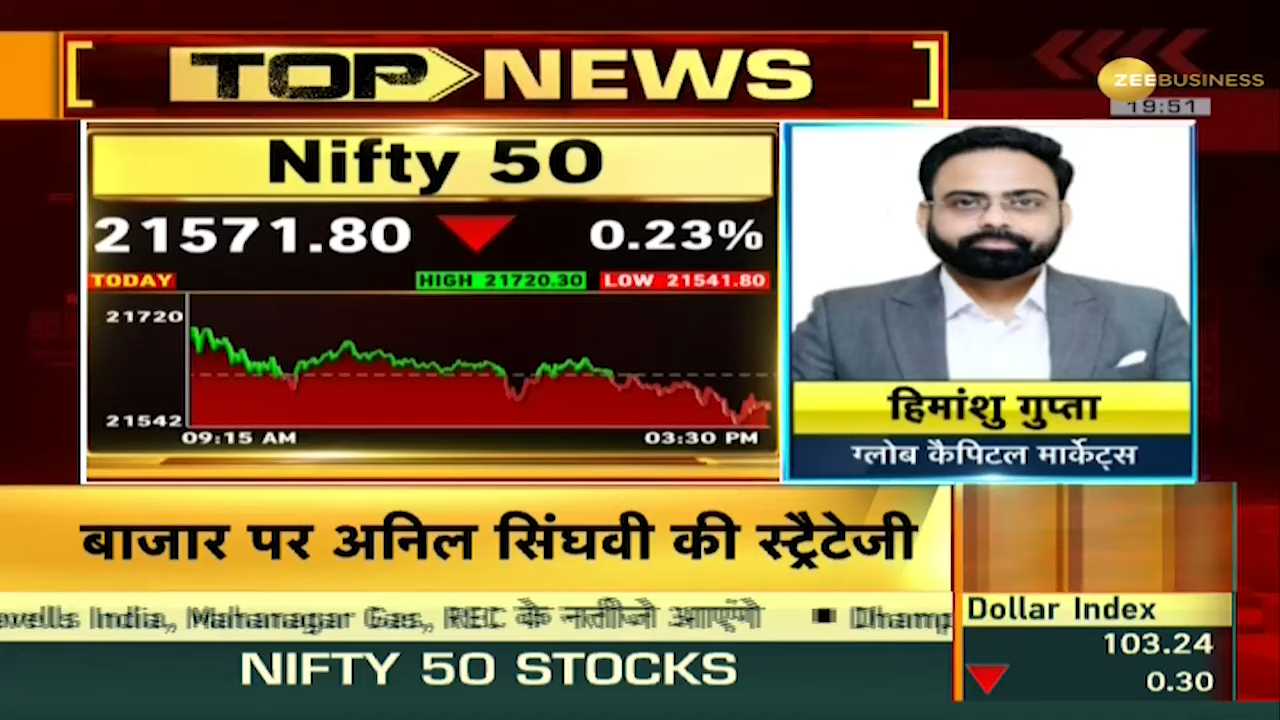 TOP NEWS
ZEEBUSINESS
19:51
Nifty 50
21571.80 0.23%
TODAY HIGH 21720.30 LOW 21541.80
21720
21542
09:15 AM 03:30 PM
हिमांशु गुप्ता
ग्लोब कैपिटल मार्केट्स
बाजार पर अनिल सिंघवी की स्ट्रैटेजी
India, Mahanagar Gas, REC के नतीजे आएंगे ■
Dollar Index
103.24
0.30
NIFTY 50 STOCKS